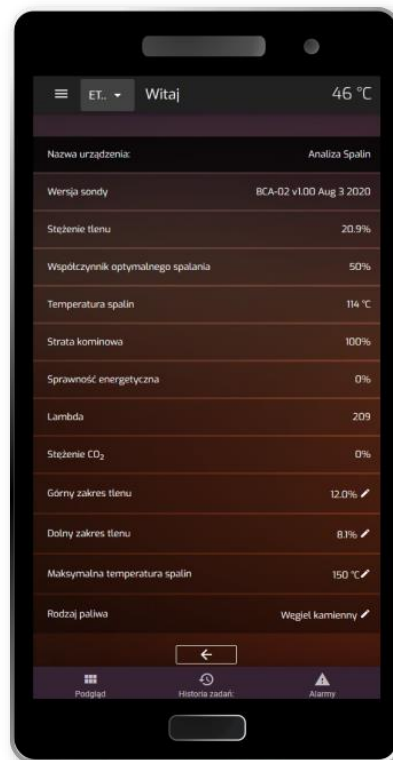 ET.. Witaj 46 °C
Nazwa urządzenia: Analiza Spalin
Wersja sondy BCA-02 v1.00 Aug 3 2020
Stężenie tlenu 20.9%
Współczynnik optymalnego spalania 50%
Temperatura spalin 114 °C
Strata kominowa 100%
Sprawność energetyczna 0%
Lambda 209
Stężenie CO₂ 0%
Górny zakres tlenu 12.0%
Dolny zakres tlenu 8.1%
Maksymalna temperatura spalin 150 °C
Rodzaj paliwa Węgiel kamienny
Podgląd Historia zadań: Alarmy